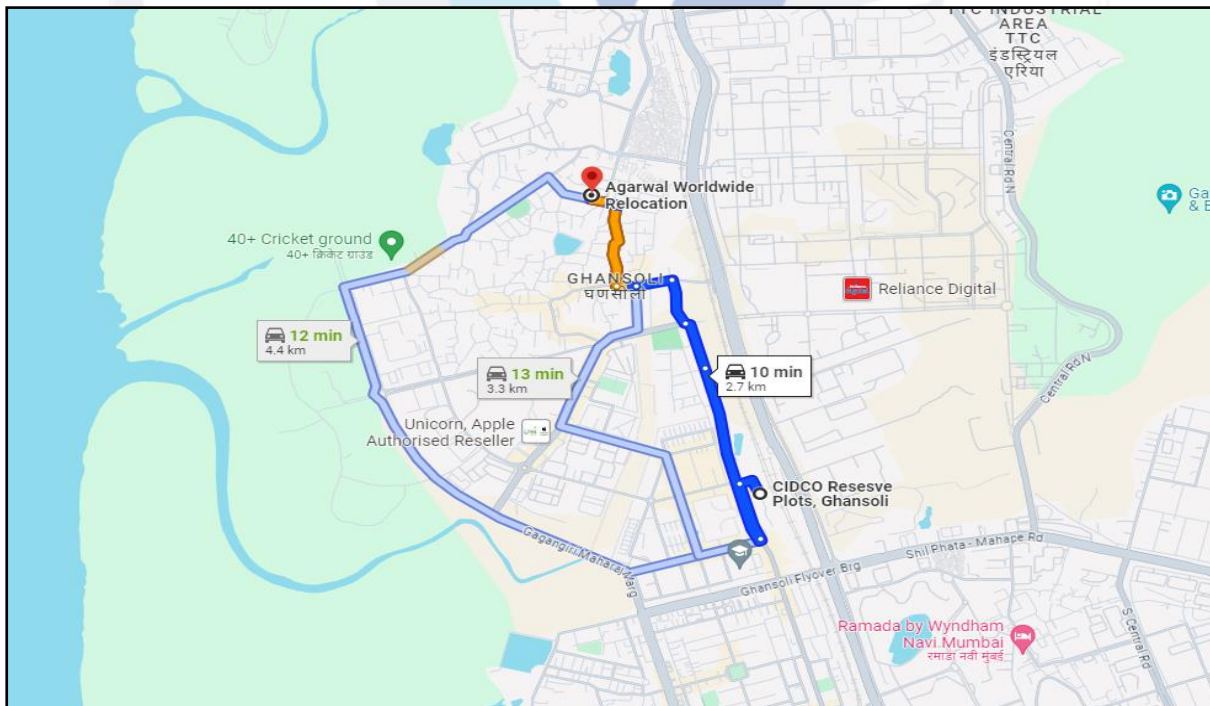 TTC INDUSTRIAL
AREA
TTC
इंडस्ट्रियल
एरिया
Central Rd N
Agarwal Worldwide
Relocation
Ga
& E
40+ Cricket ground
40+ क्रिकेट ग्राउंड
GHANSOLI
घणसोली
Reliance Digital
12 min
4.4 km
13 min
3.3 km
10 min
2.7 km
Central Rd N
Unicorn, Apple
Authorised Reseller
CIDCO Resesve
Plots, Ghansoli
Gagangiri Maharaj Marg
Shil Phata - Mahape Rd
Ghansoli Flyover Brg
Ramada by Wyndham
Navi Mumbai
रमाडा नवी मुंबई
S Central Rd